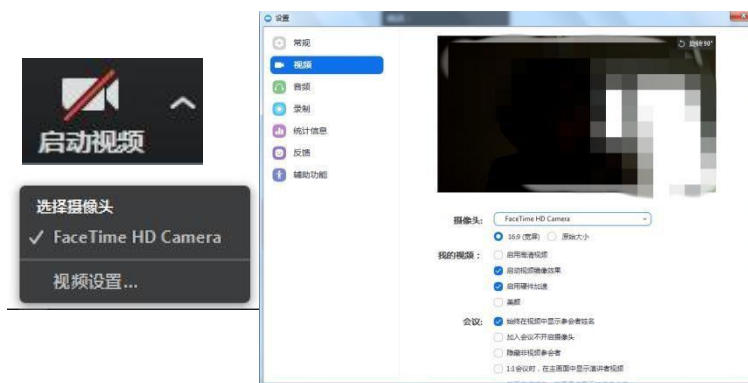 启动视频
选择摄像头
✓ FaceTime HD Camera
视频设置...
设置
常规
视频
音频
录制
统计信息
反馈
辅助功能
旋转90°
摄像头:
FaceTime HD Camera
16:9 (宽屏)
原始大小
我的视频：
启用高清视频
启动视频镜像效果
启用硬件加速
美颜
会议:
始终在视频中显示参会者姓名
加入会议不开启摄像头
隐藏非视频参会者
1:1会议时，在主画面中显示演讲者视频